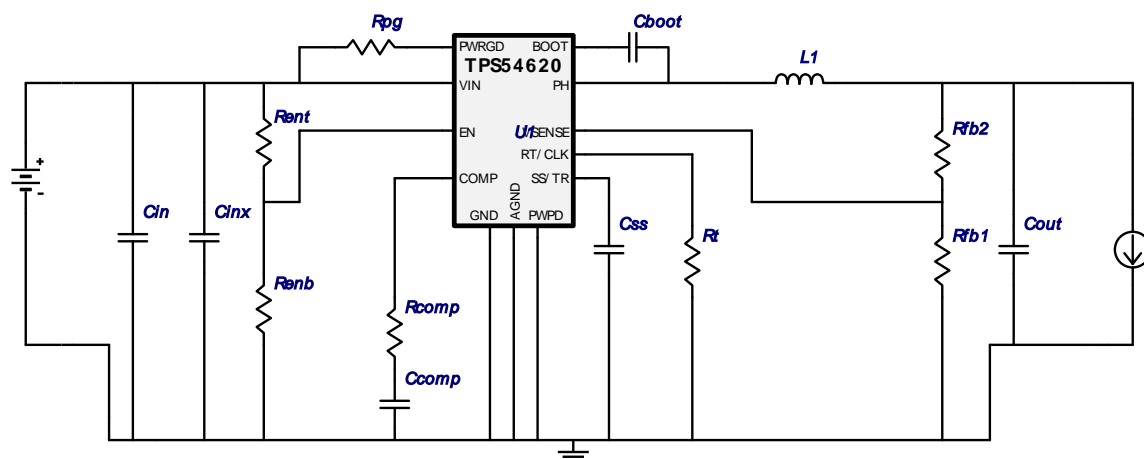 Rpg
Cboot
PWRGD
BOOT
TPS54620
L1
VIN
PH
Rent
EN
U1
VSENSE
Rfb2
RT/ CLK
COMP
SS/ TR
+
-
Cin
Cinx
GND
AGND
PWPD
Css
Rt
Rfb1
Cout
Renb
Rcomp
Ccomp